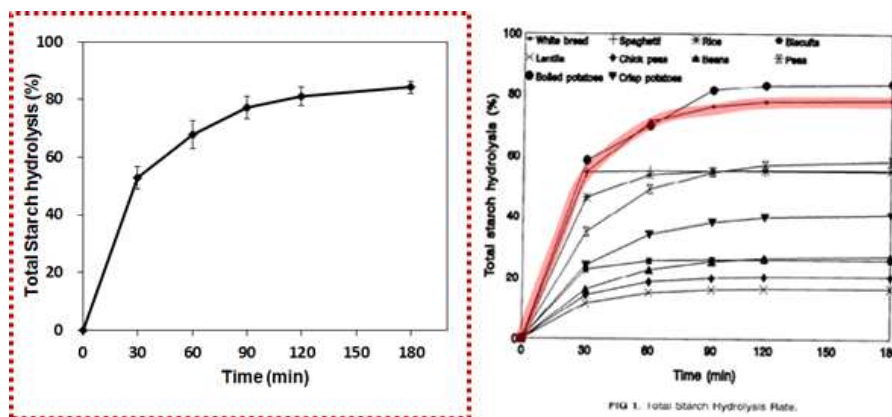 100
80
60
40
20
0
Total Starch hydrolysis (%)
0 30 60 90 120 150 180
Time (min)
100
80
60
40
20
0
Total starch hydrolysis (%)
White breed Spaghetti Rice Biscuits
Lentils Chick peas Beans Peas
Boiled potatoes Crisp potatoes
0 30 60 90 120 180
Time (min)
FIG 1. Total Starch Hydrolysis Rate.